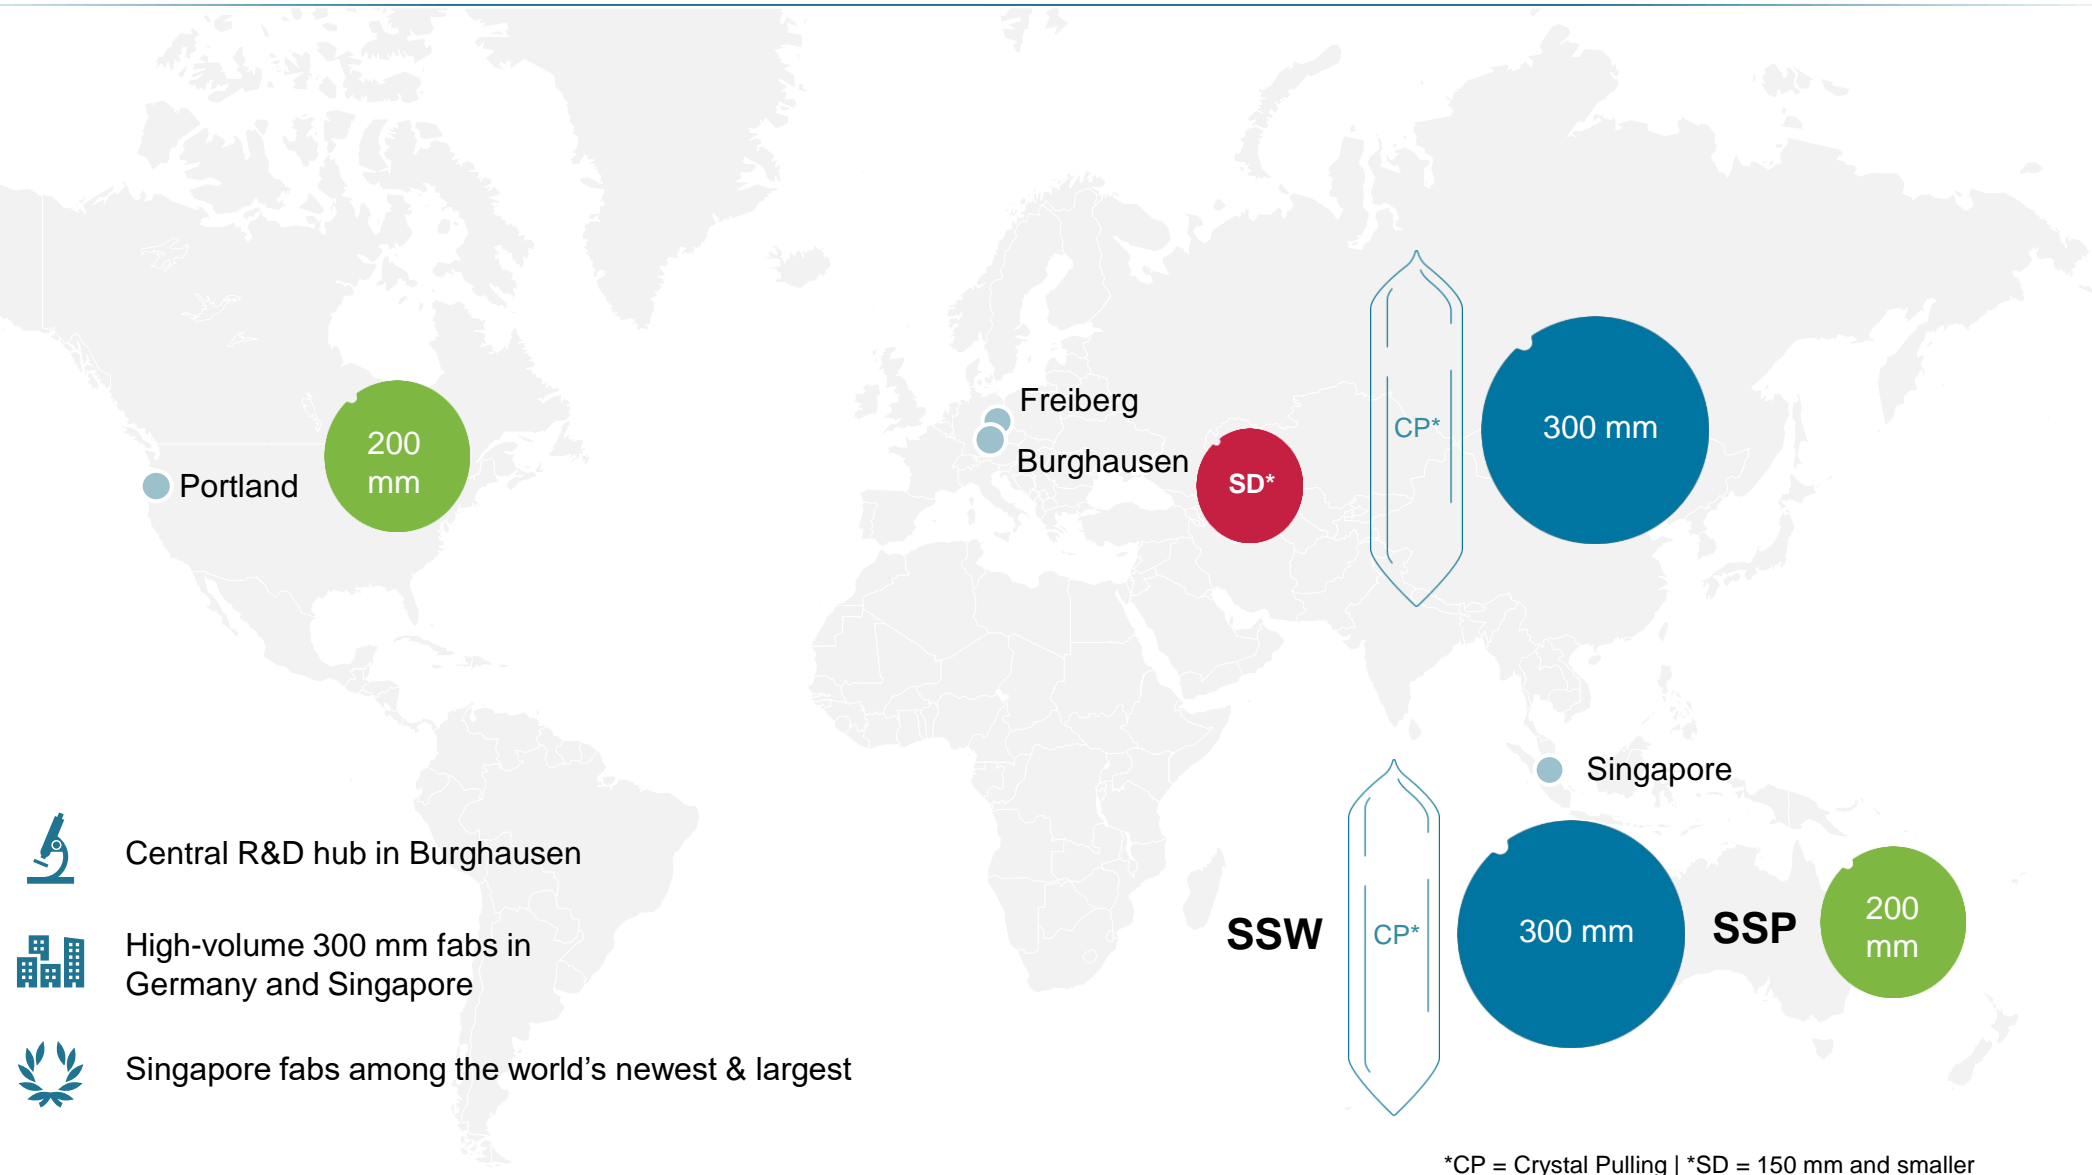 Freiberg
Burghausen
SD*
CP*
300 mm
Portland
200
mm
Singapore
SSW
CP*
300 mm
SSP
200
mm
Central R&D hub in Burghausen
High-volume 300 mm fabs in
Germany and Singapore
Singapore fabs among the world’s newest & largest
*CP = Crystal Pulling | *SD = 150 mm and smaller